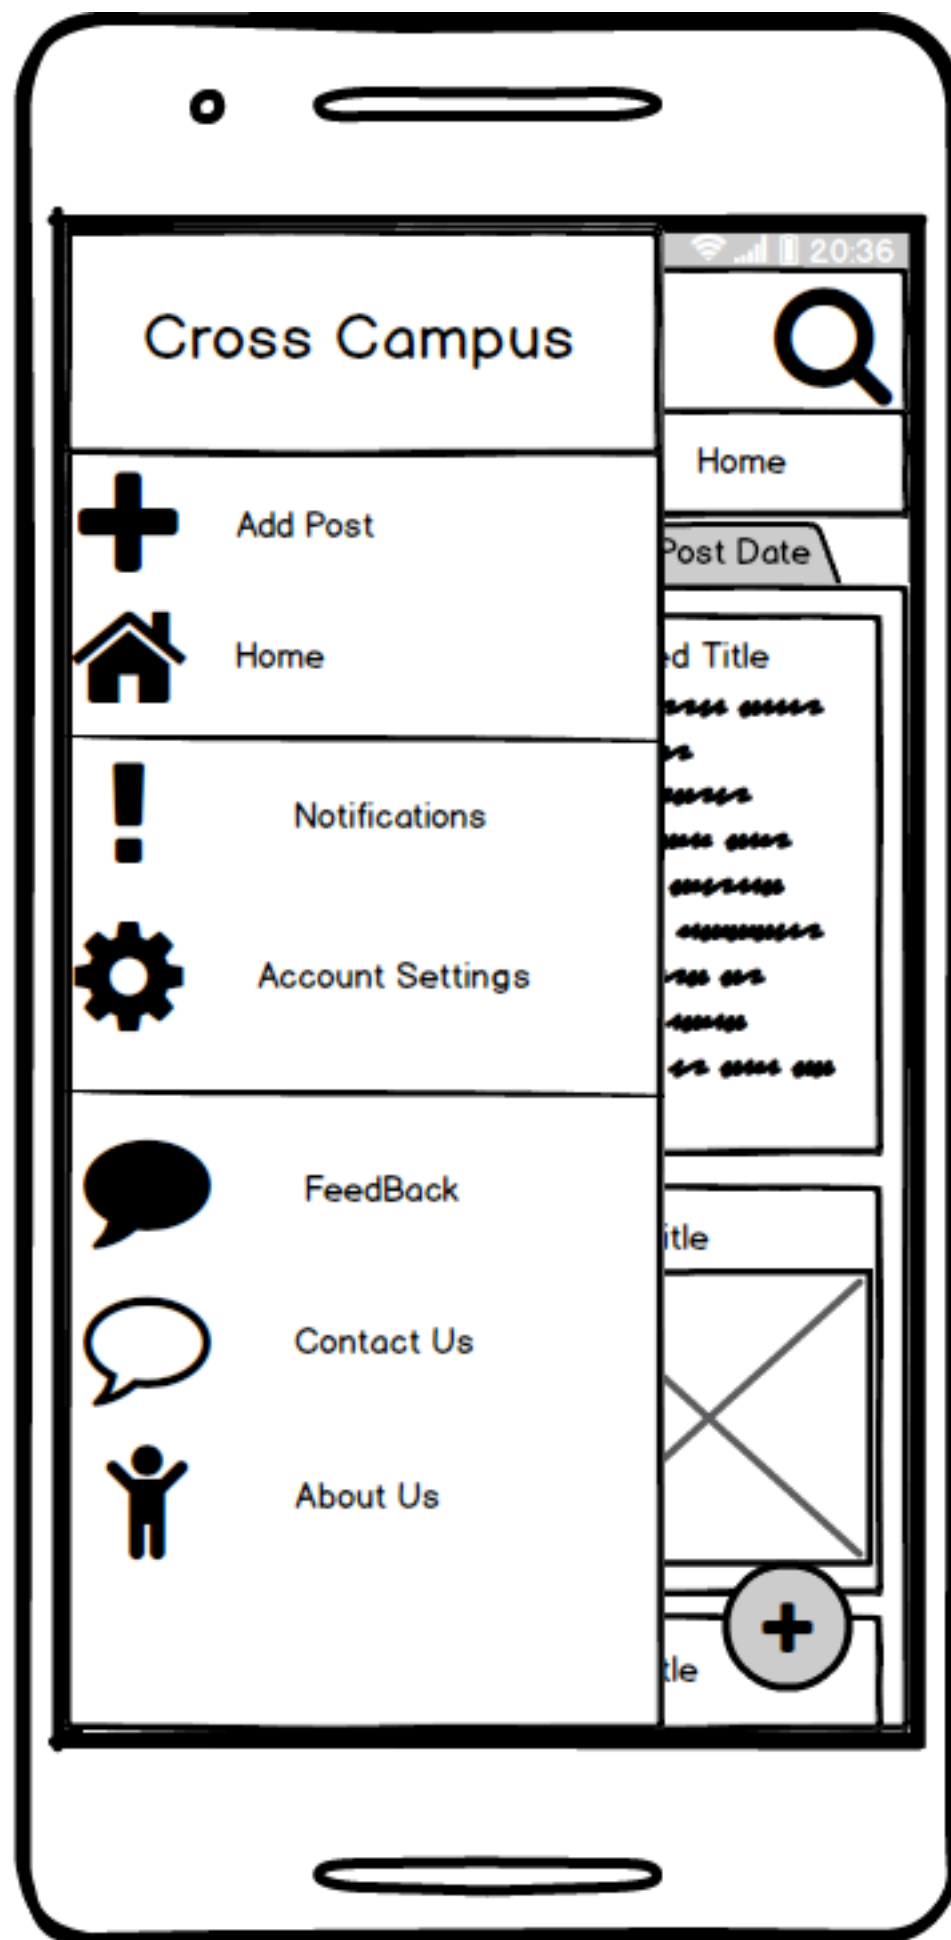 20:36
Cross Campus
Home
Add Post
Post Date
Home
ed Title
Notifications
Account Settings
FeedBack
itle
Contact Us
About Us
tle